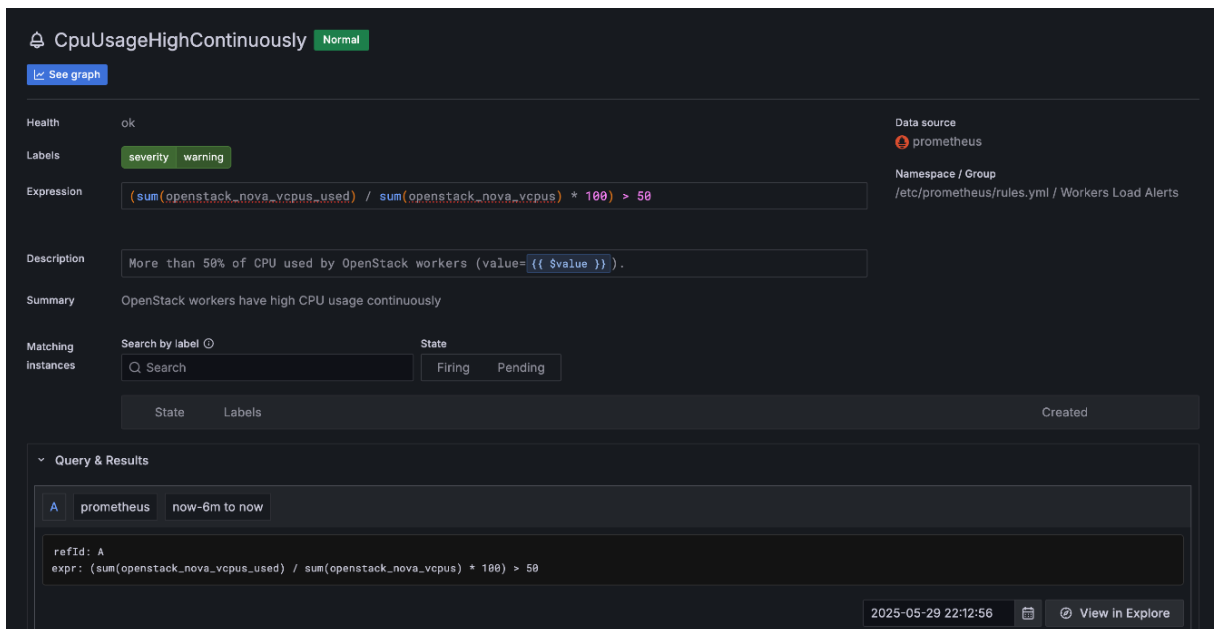 CpuUsageHighContinuously Normal
See graph
Health ok
Data source
prometheus
Labels severity warning
Namespace / Group
/etc/prometheus/rules.yml / Workers Load Alerts
Expression (sum(openstack_nova_vcpus_used) / sum(openstack_nova_vcpus) * 100) > 50
Description More than 50% of CPU used by OpenStack workers (value={{ $value }}).
Summary OpenStack workers have high CPU usage continuously
Matching instances
Search by label State
Search Firing Pending
State Labels Created
Query & Results
A prometheus now-6m to now
refId: A
expr: (sum(openstack_nova_vcpus_used) / sum(openstack_nova_vcpus) * 100) > 50
2025-05-29 22:12:56 View in Explore